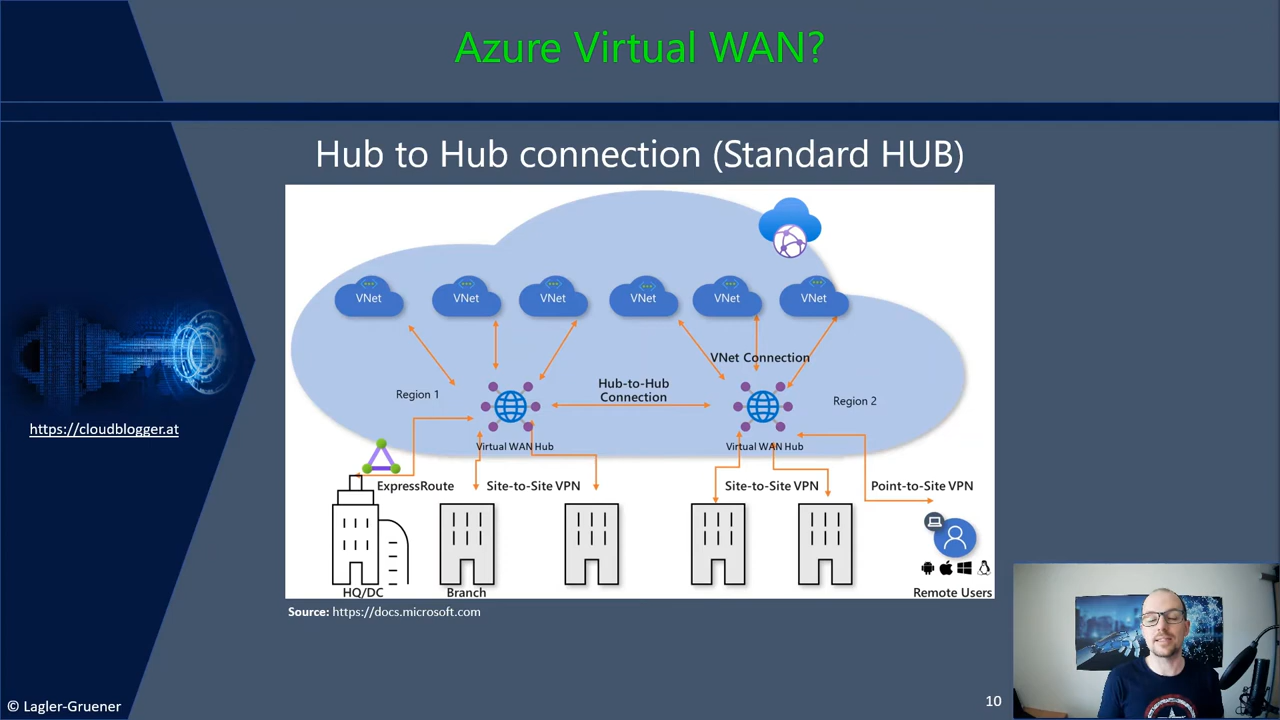 Azure Virtual WAN?
Hub to Hub connection (Standard HUB)
VNet
VNet
VNet
VNet
VNet
VNet
VNet Connection
Hub-to-Hub
Connection
Region 1
Region 2
Virtual WAN Hub
Virtual WAN Hub
ExpressRoute
Site-to-Site VPN
Site-to-Site VPN
Point-to-Site VPN
HQ/DC
Branch
Remote Users
Source: https://docs.microsoft.com
https://cloudblogger.at
© Lagler-Gruener
10